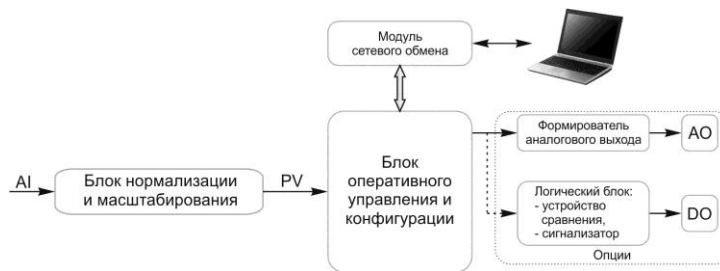 Модуль
сетевого обмена
AI
Блок нормализации
и масштабирования
PV
Блок
оперативного
управления и
конфигурации
Формирователь
аналогового выхода
AO
Логический блок:
- устройство
сравнения,
- сигнализатор
DO
Опции